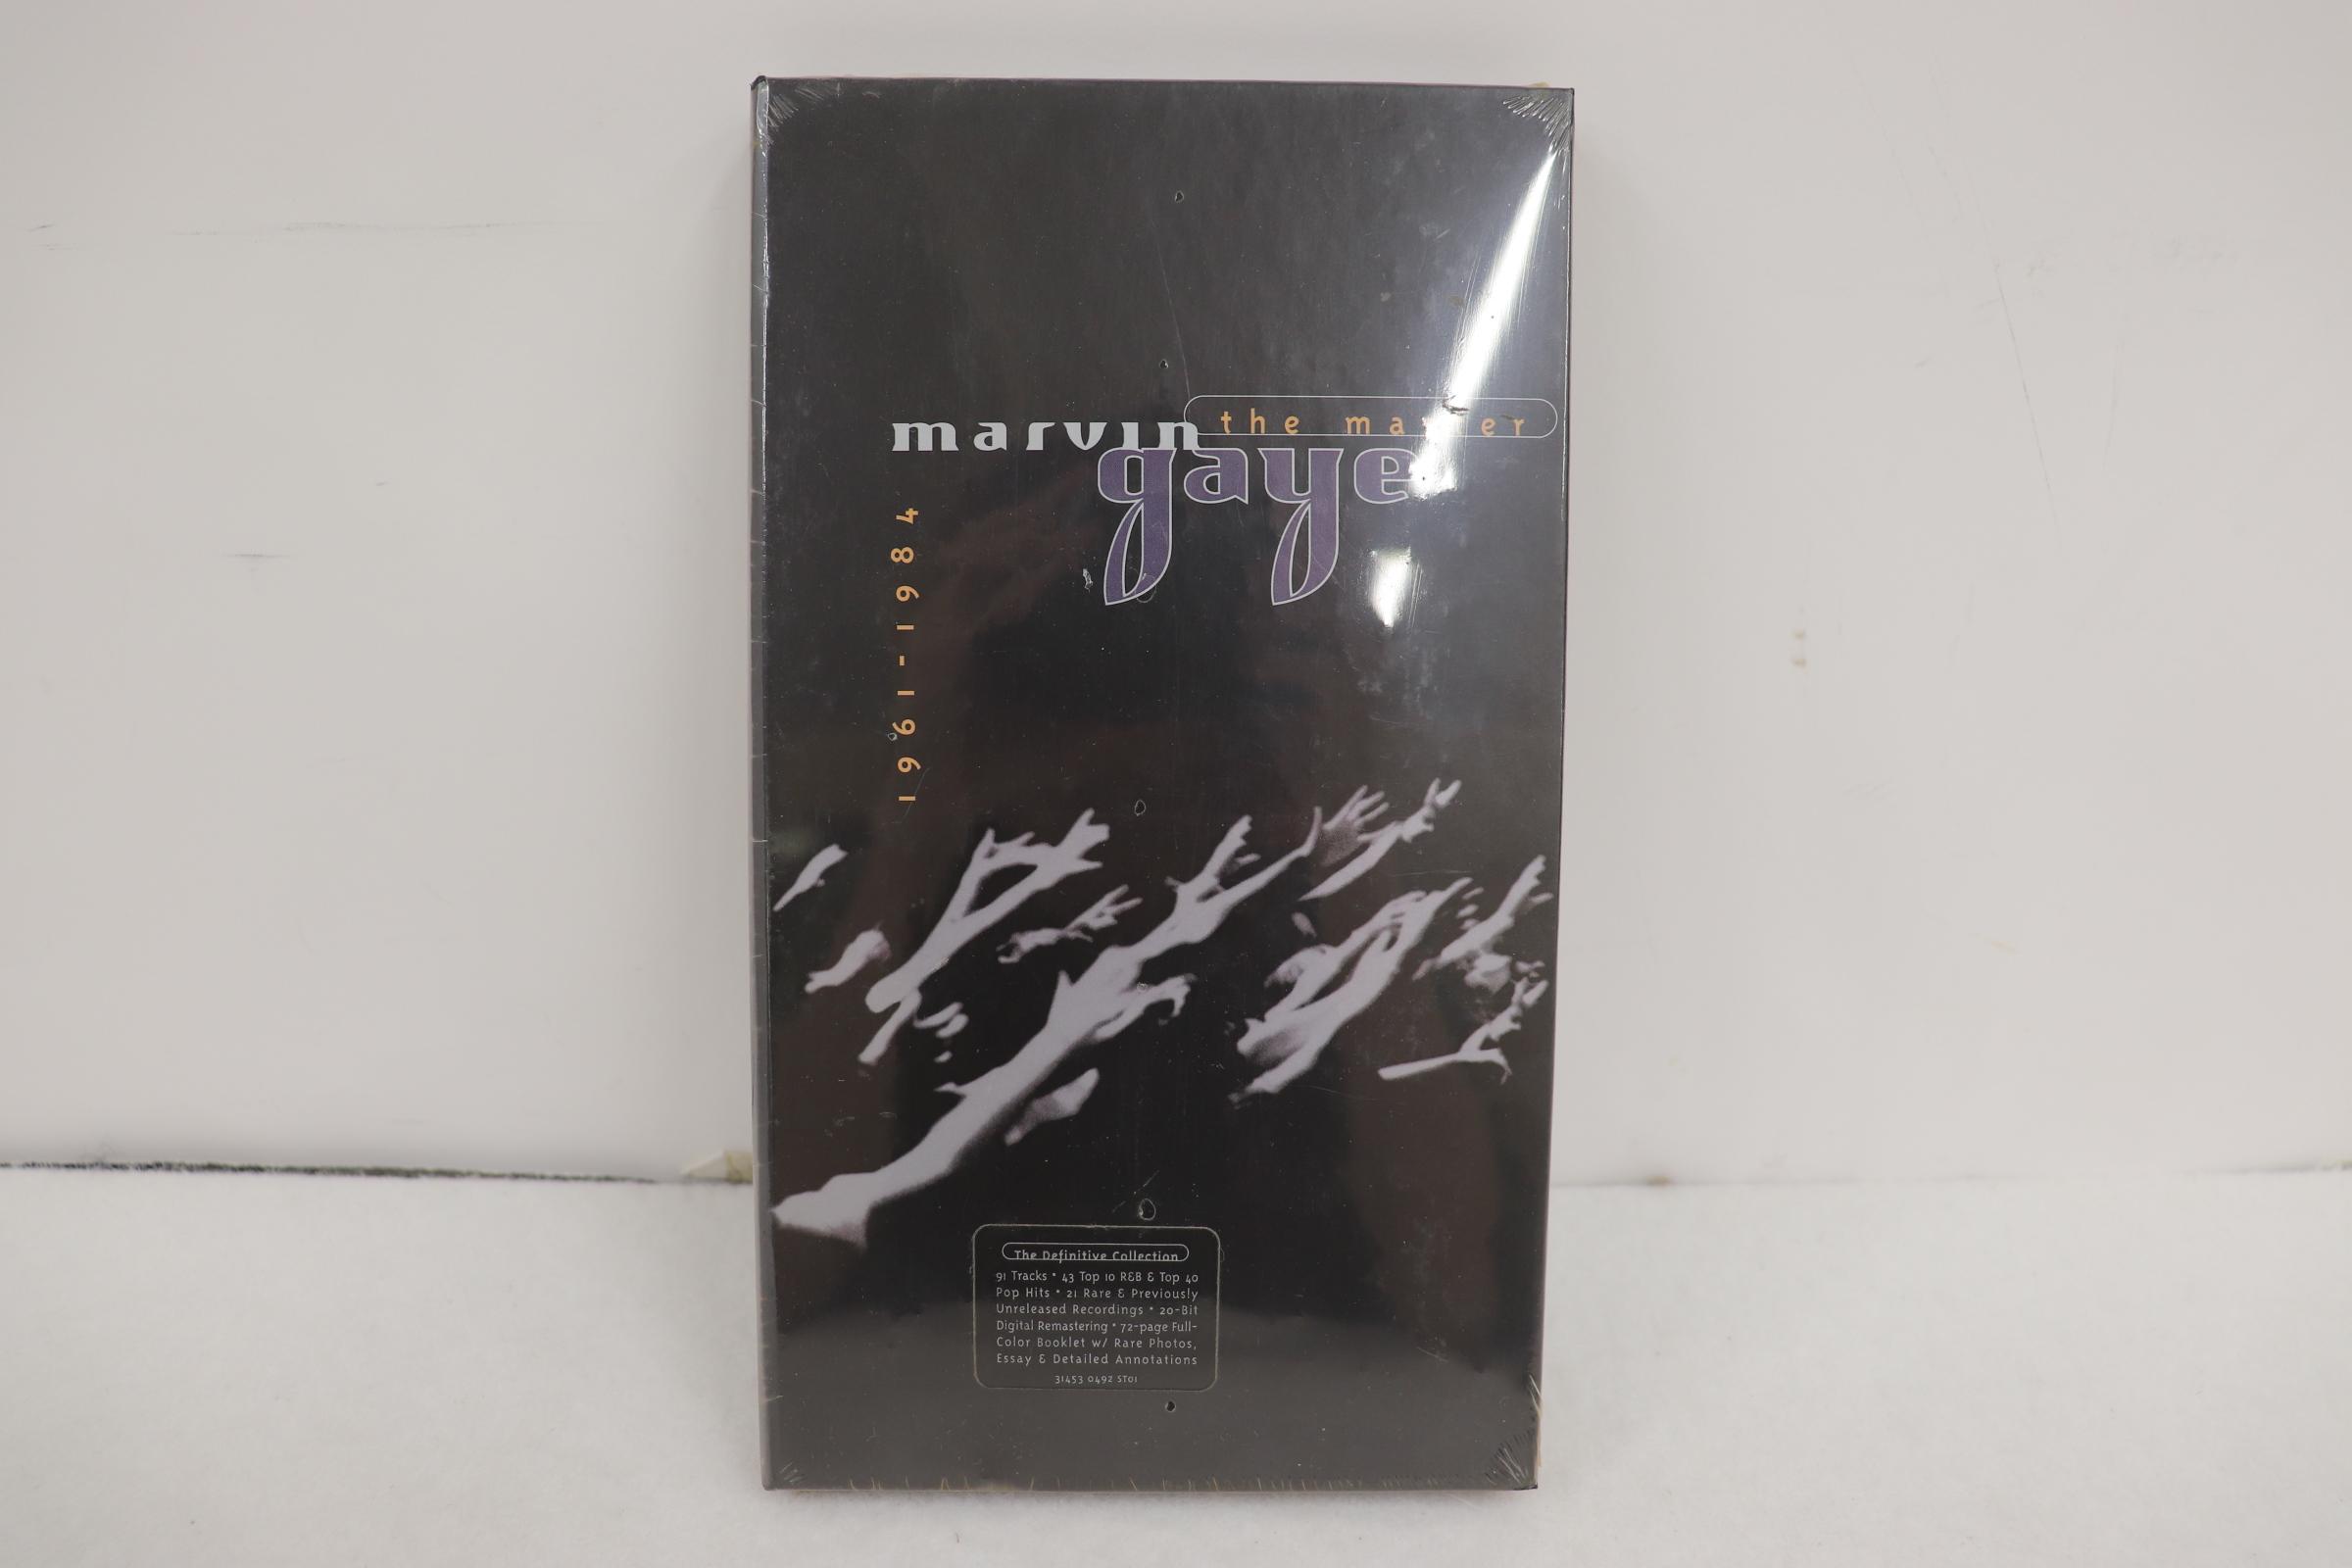 the master
marvin
gaye
1961-1984
The Definitive Collection
91 Tracks • 43 Top 10 R&B & Top 40
Pop Hits • 21 Rare & Previously
Unreleased Recordings • 20-Bit
Digital Remastering • 72-page Full-
Color Booklet w/ Rare Photos,
Essay & Detailed Annotations
31453 0492 ST01